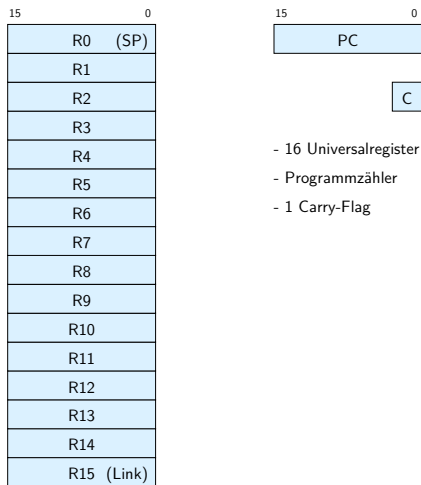 15 0
R0 (SP)
R1
R2
R3
R4
R5
R6
R7
R8
R9
R10
R11
R12
R13
R14
R15 (Link)
15 0
PC
C
- 16 Universalregister
- Programmzähler
- 1 Carry-Flag